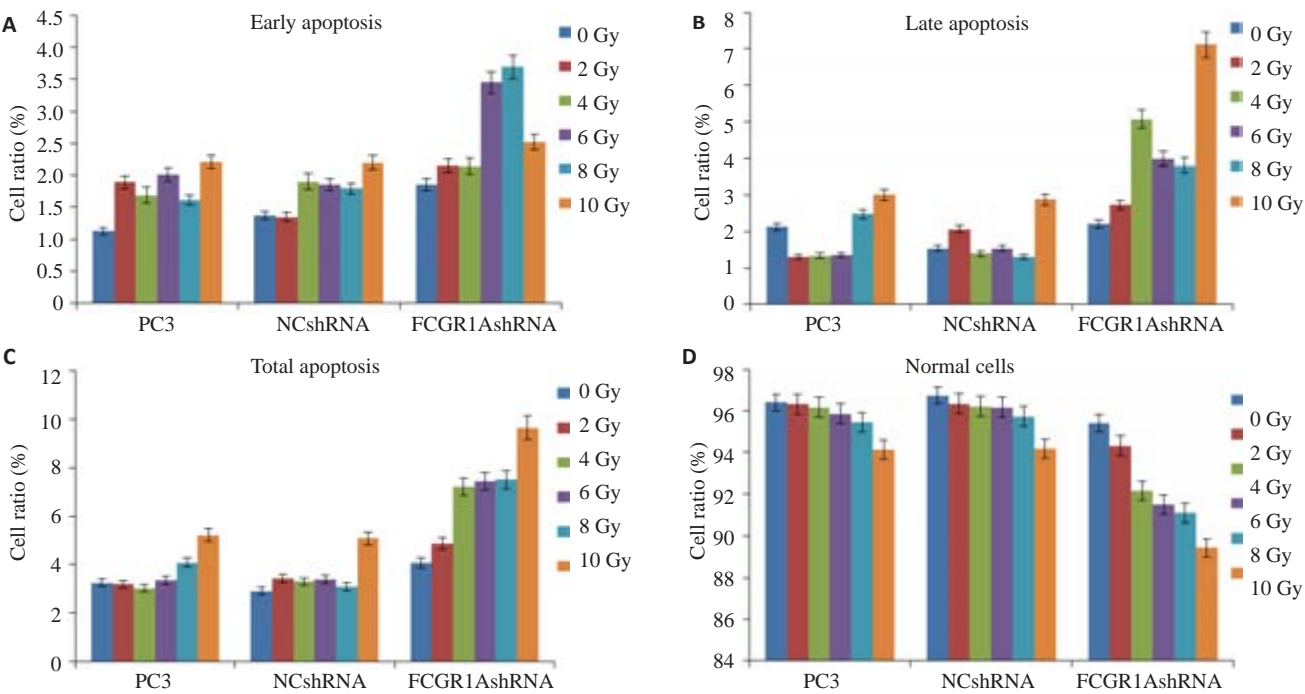 A
Early apoptosis
Cell ratio (%)
4.5
4.0
3.5
3.0
2.5
2.0
1.5
1.0
0.5
0
PC3
NCshRNA
FCGR1AshRNA
0 Gy
2 Gy
4 Gy
6 Gy
8 Gy
10 Gy
B
Late apoptosis
Cell ratio (%)
8
7
6
5
4
3
2
1
0
PC3
NCshRNA
FCGR1AshRNA
0 Gy
2 Gy
4 Gy
6 Gy
8 Gy
10 Gy
C
Total apoptosis
Cell ratio (%)
12
10
8
6
4
2
0
PC3
NCshRNA
FCGR1AshRNA
0 Gy
2 Gy
4 Gy
6 Gy
8 Gy
10 Gy
D
Normal cells
Cell ratio (%)
98
96
94
92
90
88
86
84
PC3
NCshRNA
FCGR1AshRNA
0 Gy
2 Gy
4 Gy
6 Gy
8 Gy
10 Gy